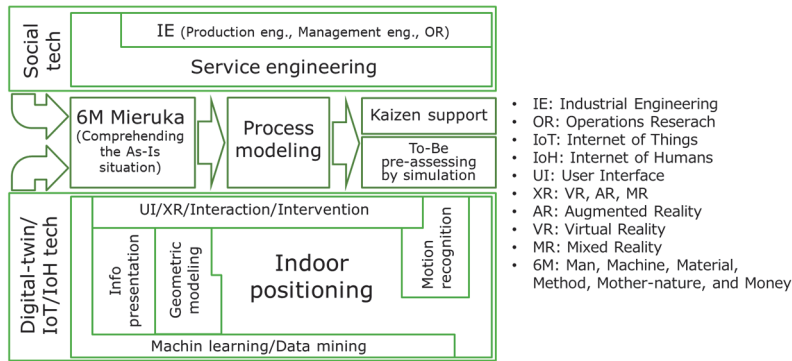 Social
tech
IE (Production eng., Management eng., OR)
Service engineering
6M Mieruka
(Comprehending
the As-Is
situation)
Process
modeling
Kaizen support
To-Be
pre-assessing
by simulation
Digital-twin/
IoT/IoH tech
UI/XR/Interaction/Intervention
Info
presentation
Geometric
modeling
Indoor
positioning
Motion
recognition
Machin learning/Data mining
• IE: Industrial Engineering
• OR: Operations Reserach
• IoT: Internet of Things
• IoH: Internet of Humans
• UI: User Interface
• XR: VR, AR, MR
• AR: Augmented Reality
• VR: Virtual Reality
• MR: Mixed Reality
• 6M: Man, Machine, Material,
Method, Mother-nature, and Money